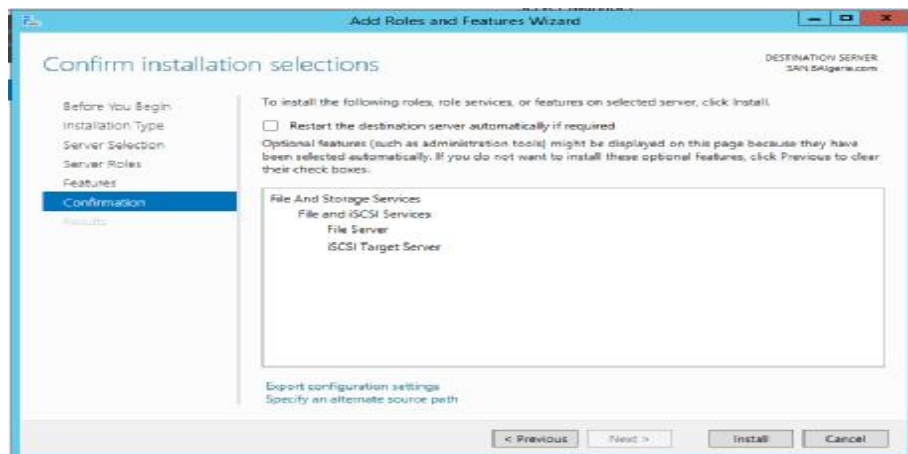 Add Roles and Features Wizard
Confirm installation selections
DESTINATION SERVER
Before You Begin
Installation Type
Server Selection
Server Roles
Features
Confirmation
Results
To install the following roles, role services, or features on selected server, click Install.
Restart the destination server automatically if required
Optional features (such as administration tools) might be displayed on this page because they have
been selected automatically. If you do not want to install these optional features, click Previous to clear
their check boxes.
File And Storage Services
File and iSCSI Services
File Server
iSCSI Target Server
Export configuration settings
Specify an alternate source path
< Previous
Next >
Install
Cancel